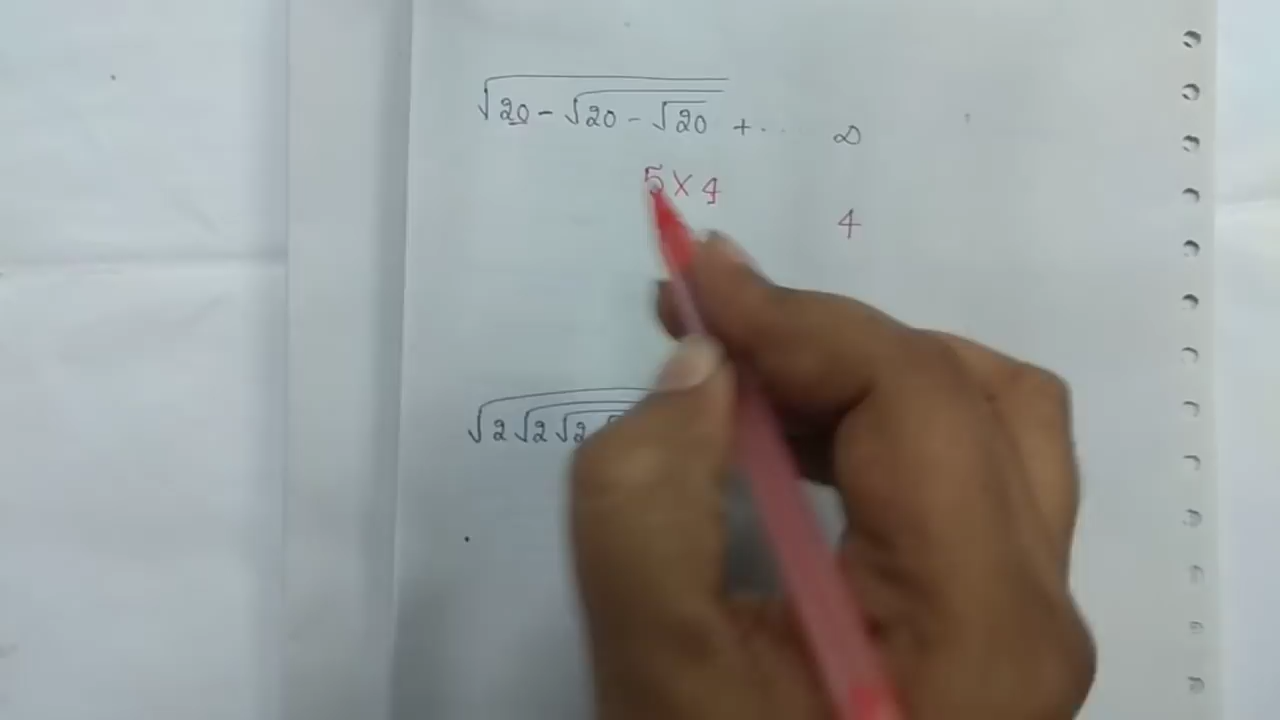 √20 - √20 - √20 + .. ∞
5 × 4
4
√2 √2 √2